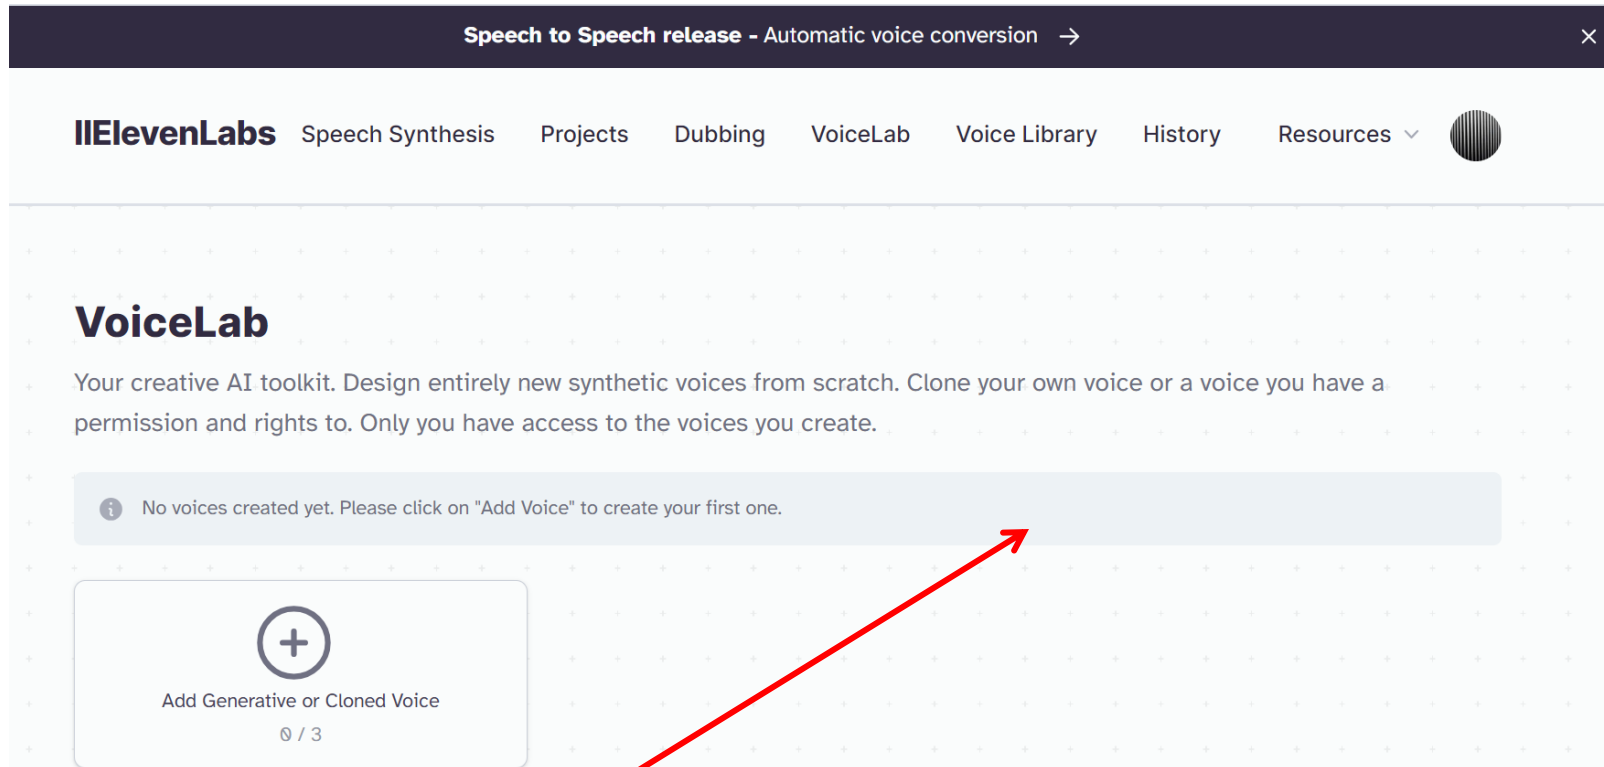 Speech to Speech release - Automatic voice conversion →
IIElevenLabs Speech Synthesis Projects Dubbing VoiceLab Voice Library History Resources
VoiceLab
Your creative AI toolkit. Design entirely new synthetic voices from scratch. Clone your own voice or a voice you have a
permission and rights to. Only you have access to the voices you create.
No voices created yet. Please click on "Add Voice" to create your first one.
Add Generative or Cloned Voice
0 / 3